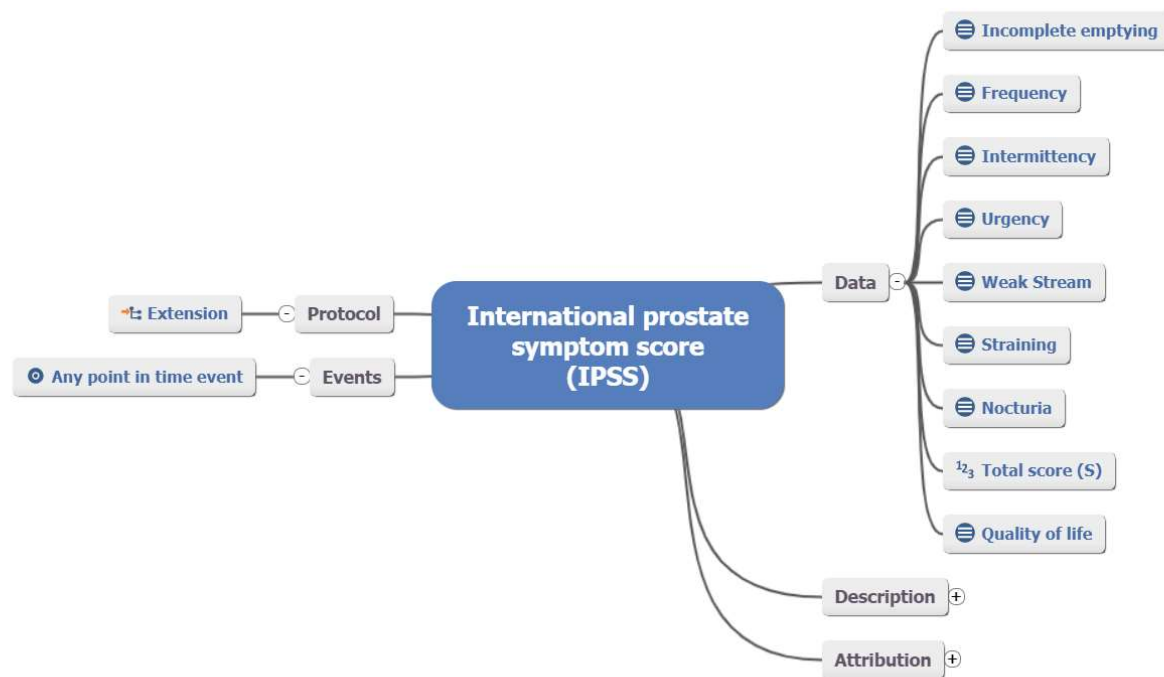 Incomplete emptying
Frequency
Intermittency
Urgency
Data
Weak Stream
Extension
Protocol
International prostate
symptom score
(IPSS)
Straining
Any point in time event
Events
Nocturia
123 Total score (S)
Quality of life
Description
Attribution